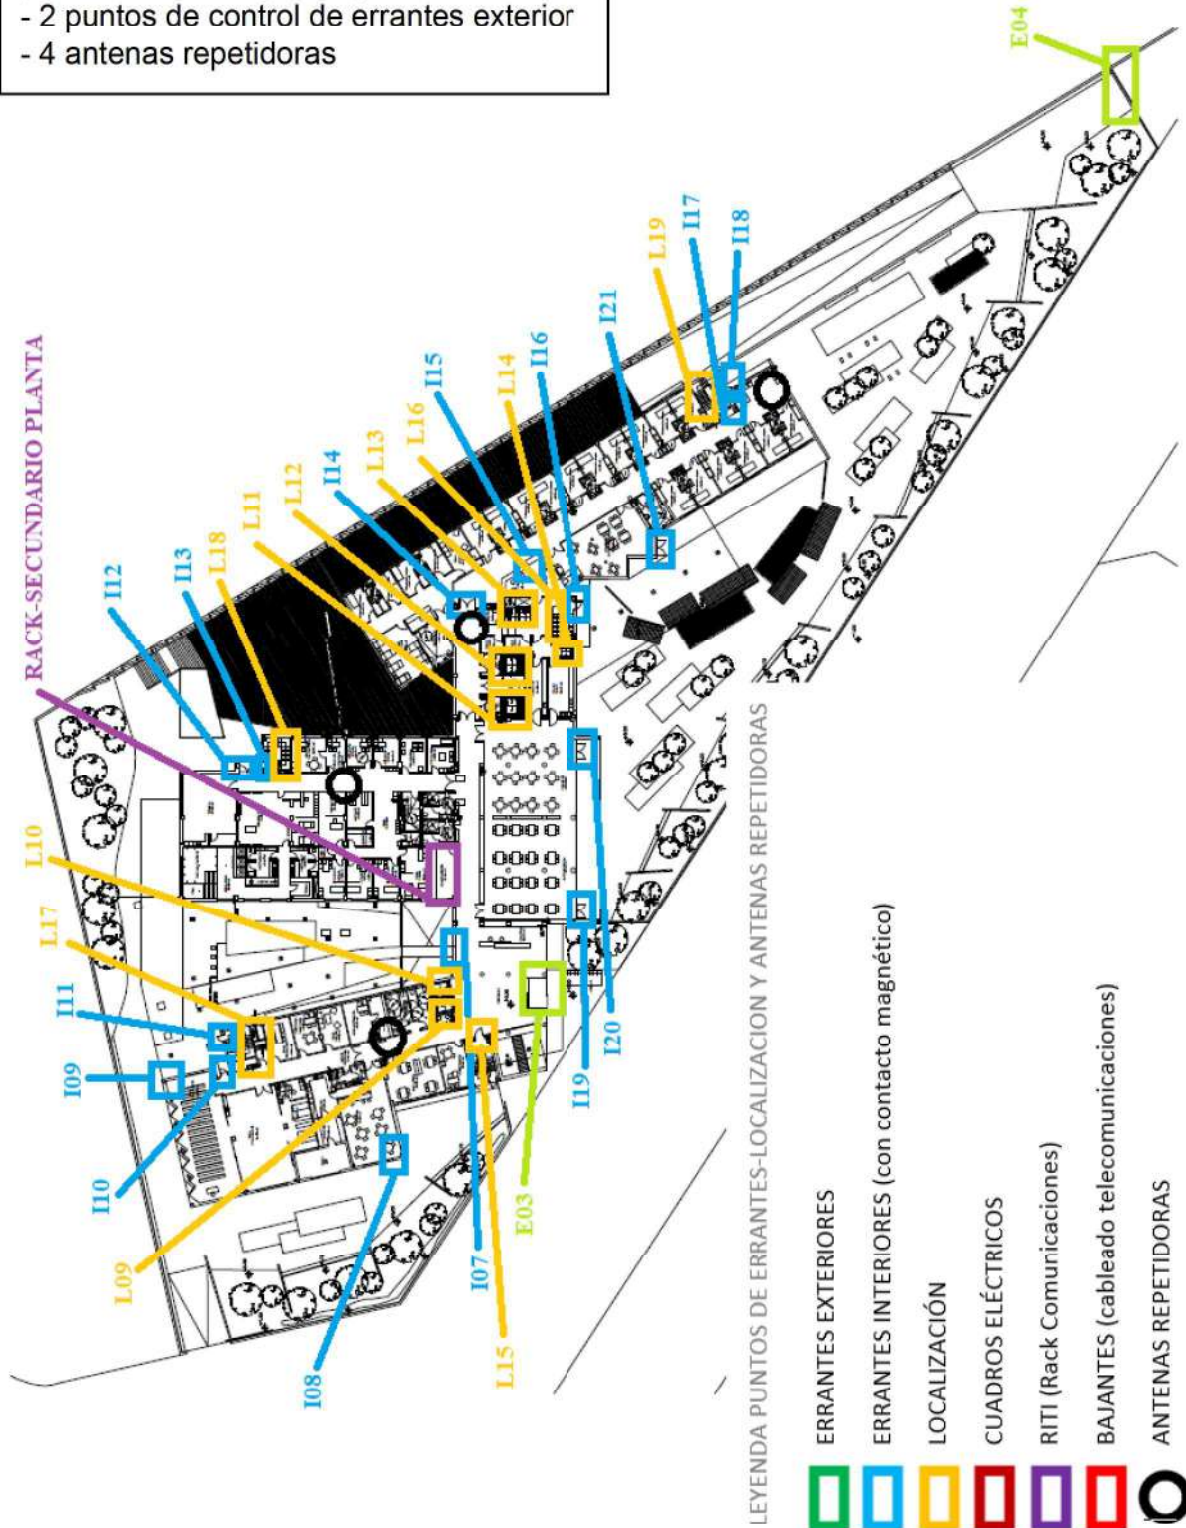 - 2 puntos de control de errantes exterior
- 4 antenas repetidoras
RACK-SECUNDARIO PLANTA
E04
I17
I18
L19
I21
I16
L14
I15
L16
L13
I14
L12
L11
L18
I13
I12
L10
L17
I11
I09
I10
L09
I08
L15
I07
E03
I19
I20
LEYENDA PUNTOS DE ERRANTES-LOCALIZACION Y ANTENAS REPETIDORAS
ERRANTES EXTERIORES
ERRANTES INTERIORES (con contacto magnético)
LOCALIZACIÓN
CUADROS ELÉCTRICOS
RITI (Rack Comunicaciones)
BAJANTES (cableado telecomunicaciones)
ANTENAS REPETIDORAS